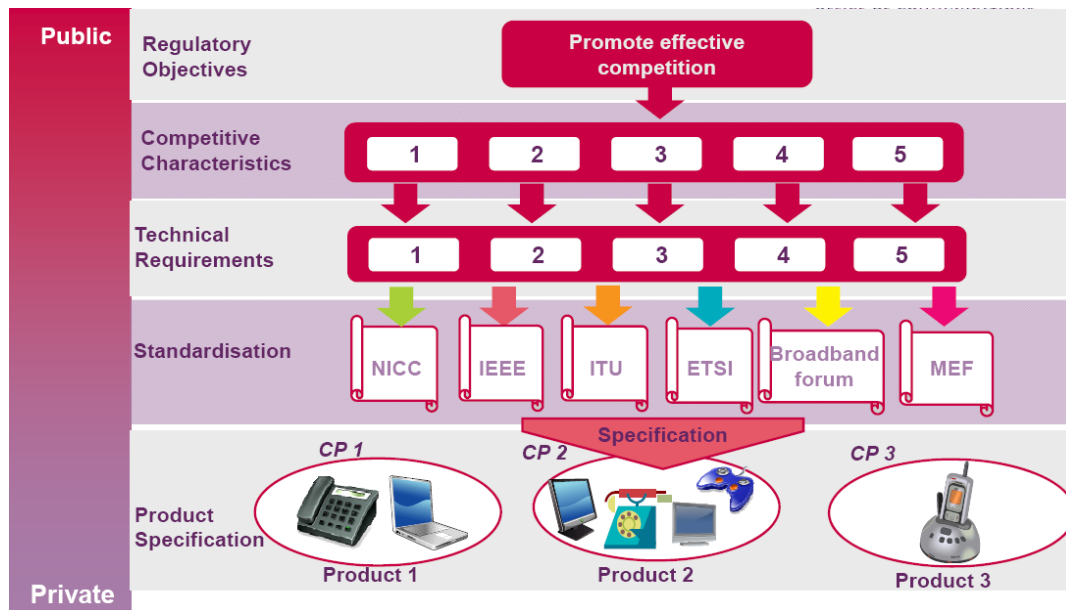 Public
Regulatory
Objectives
Promote effective
competition
Competitive
Characteristics
1 2 3 4 5
Technical
Requirements
1 2 3 4 5
Standardisation
NICC IEEE ITU ETSI Broadband
forum MEF
Specification
CP 1 CP 2 CP 3
Product
Specification
Product 1 Product 2 Product 3
Private